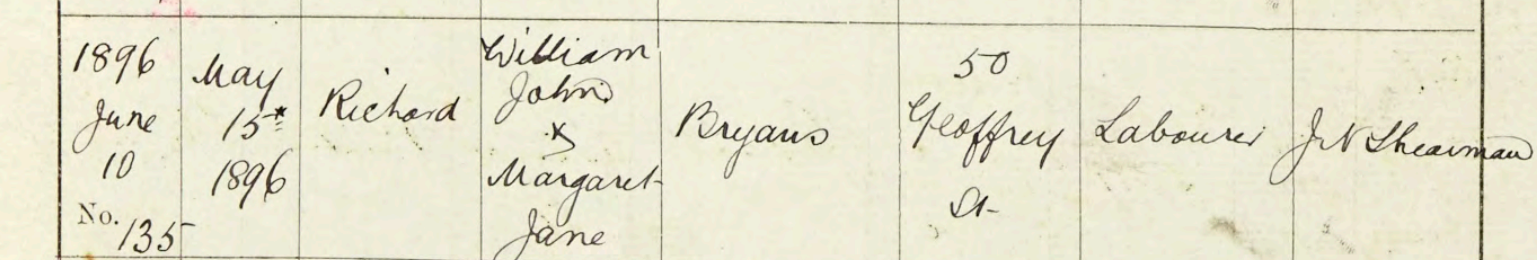 1896
June
10
No. 135
May
15th
1896
Richard
William
John
&
Margaret
Jane
Bryans
50
Geoffrey
St
Labourer
J N Shearman